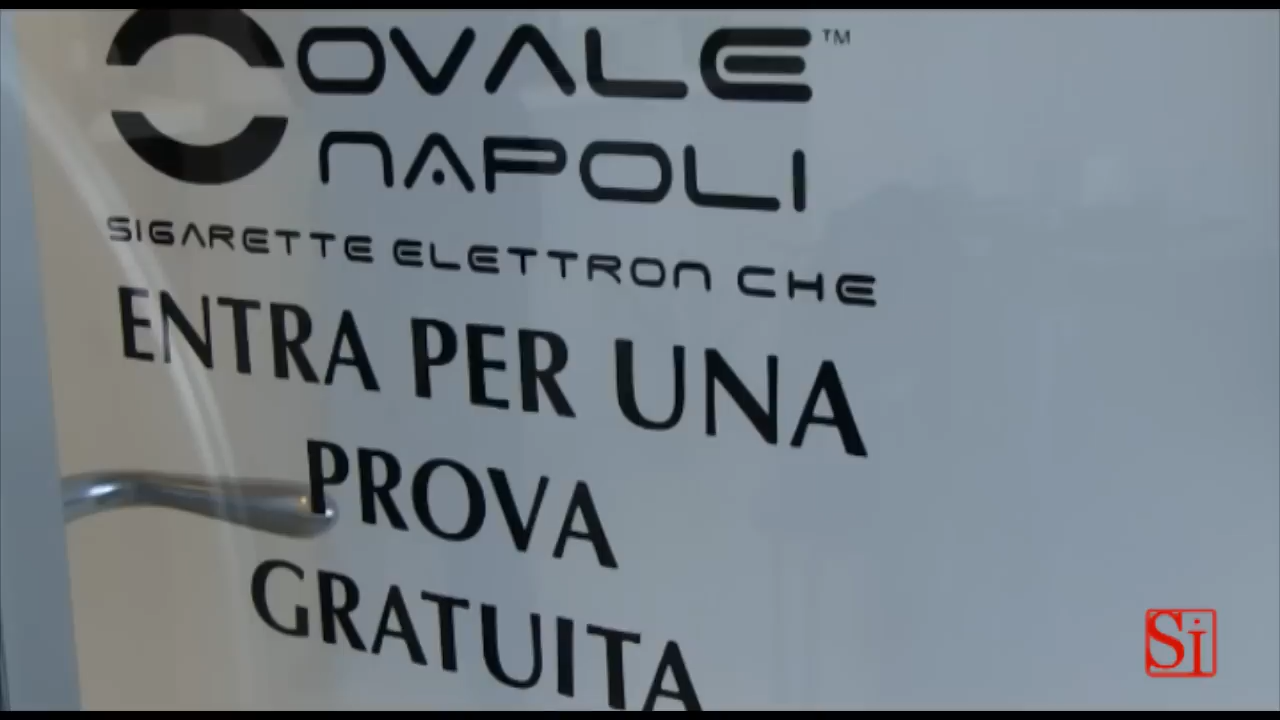 OVALE™
NAPOLI
SIGARETTE ELETTRON CHE
ENTRA PER UNA
PROVA
GRATUITA
Si